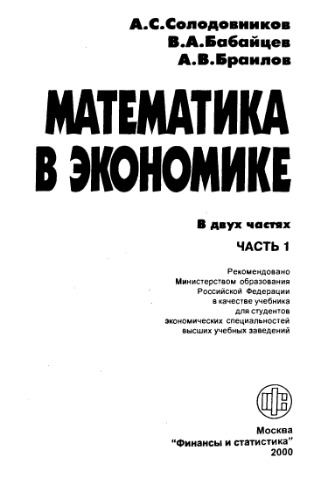 А.С.Солодовников
В.А.Бабайцев
А.В.Браилов
МАТЕМАТИКА
В ЭКОНОМИКЕ
В двух частях
ЧАСТЬ 1
Рекомендовано
Министерством образования
Российской Федерации
в качестве учебника
для студентов
экономических специальностей
высших учебных заведений
Москва
"Финансы и статистика"
2000